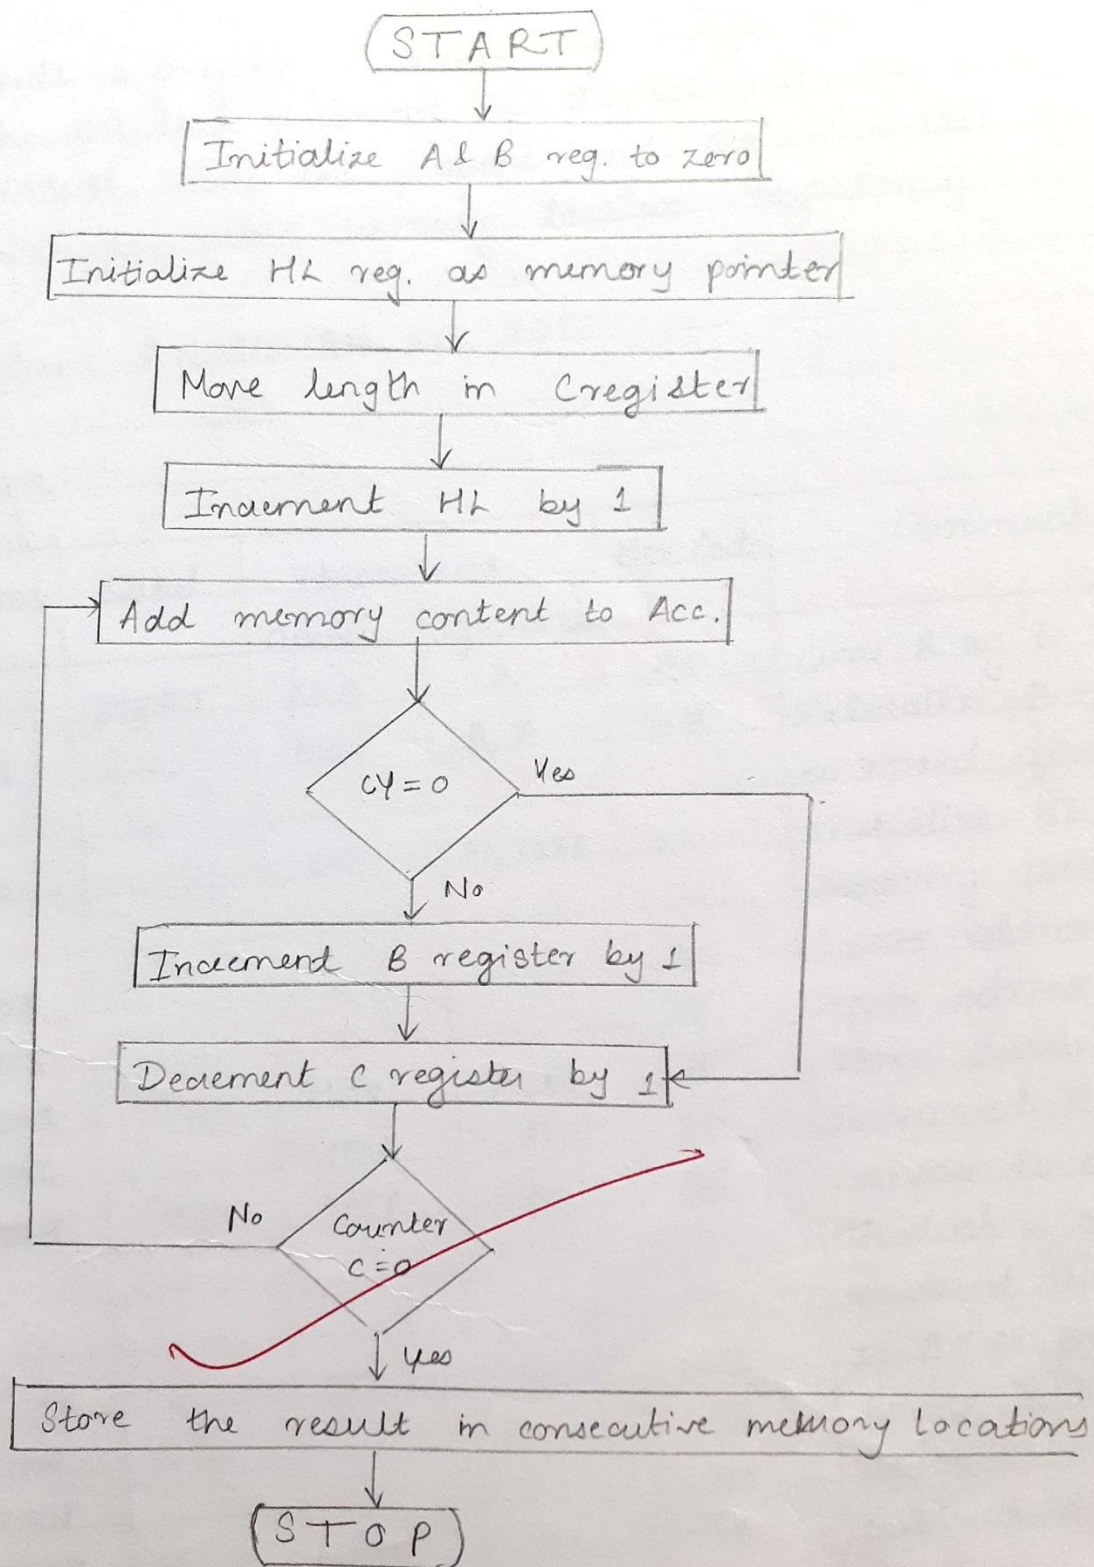 START
Initialize A & B reg. to zero
Initialize HL reg. as memory pointer
Move length in C register
Increment HL by 1
Add memory content to Acc.
CY = 0
Yes
No
Incremend B register by 1
Decrement C register by 1
No
Counter
C = 0
yes
Store the result in consecutive memory locations
STOP